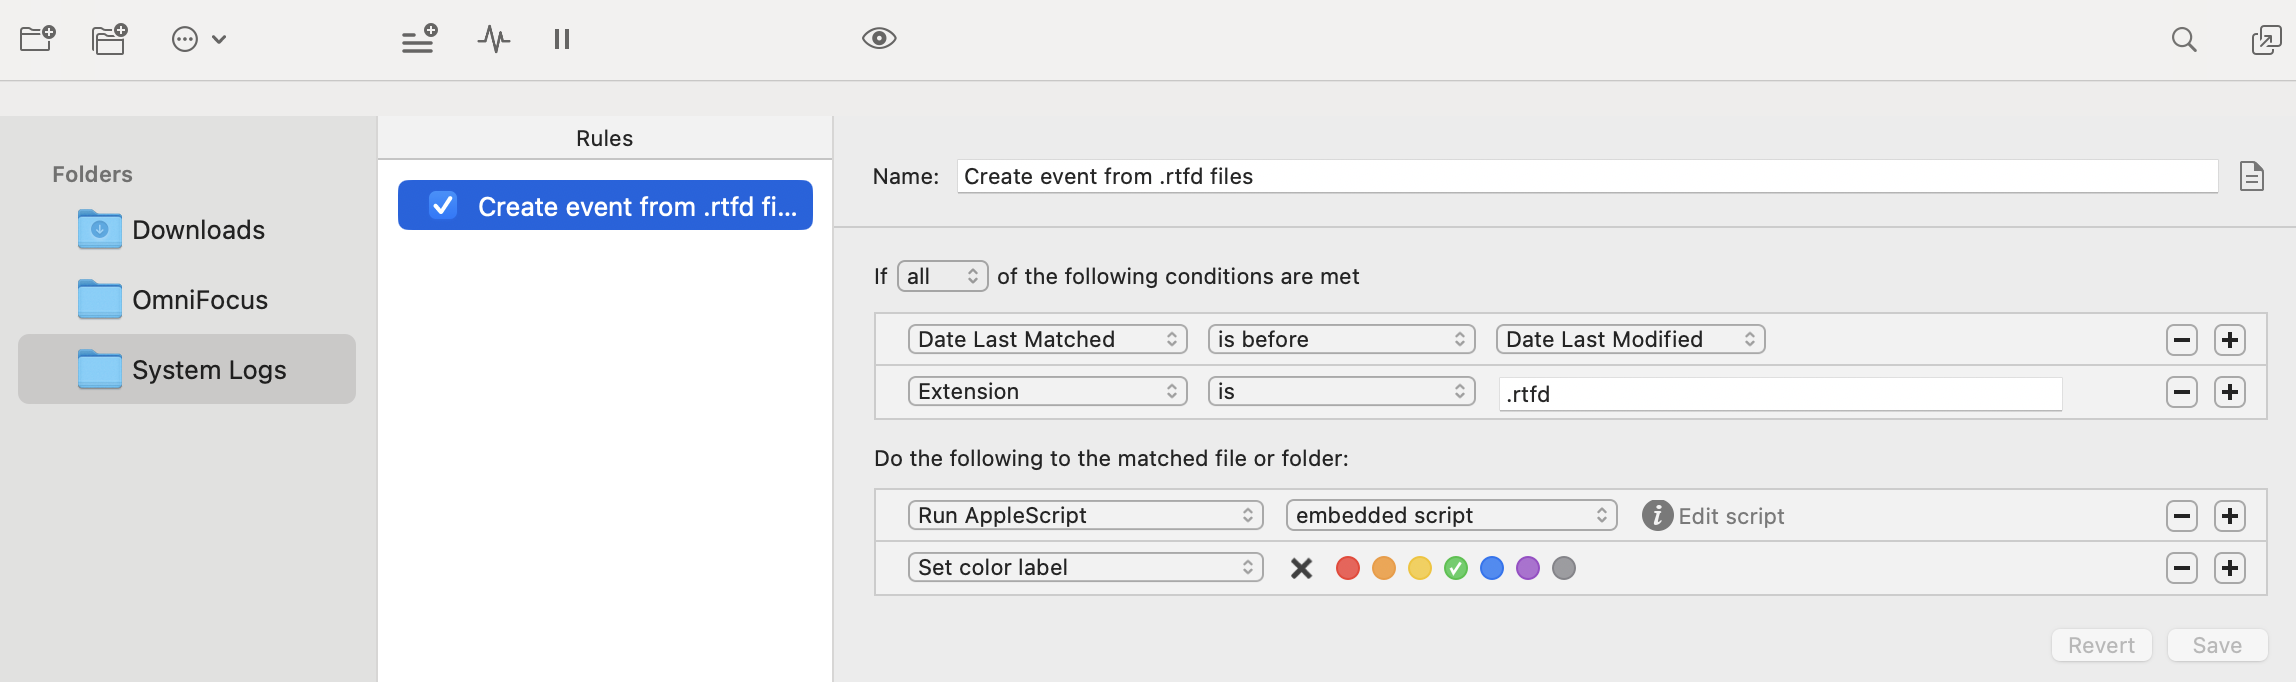 Folders
Downloads
OmniFocus
System Logs
Rules
Create event from .rtfd fi...
Name: Create event from .rtfd files
If all of the following conditions are met
Date Last Matched is before Date Last Modified
Extension is .rtfd
Do the following to the matched file or folder:
Run AppleScript embedded script i Edit script
Set color label
Revert Save